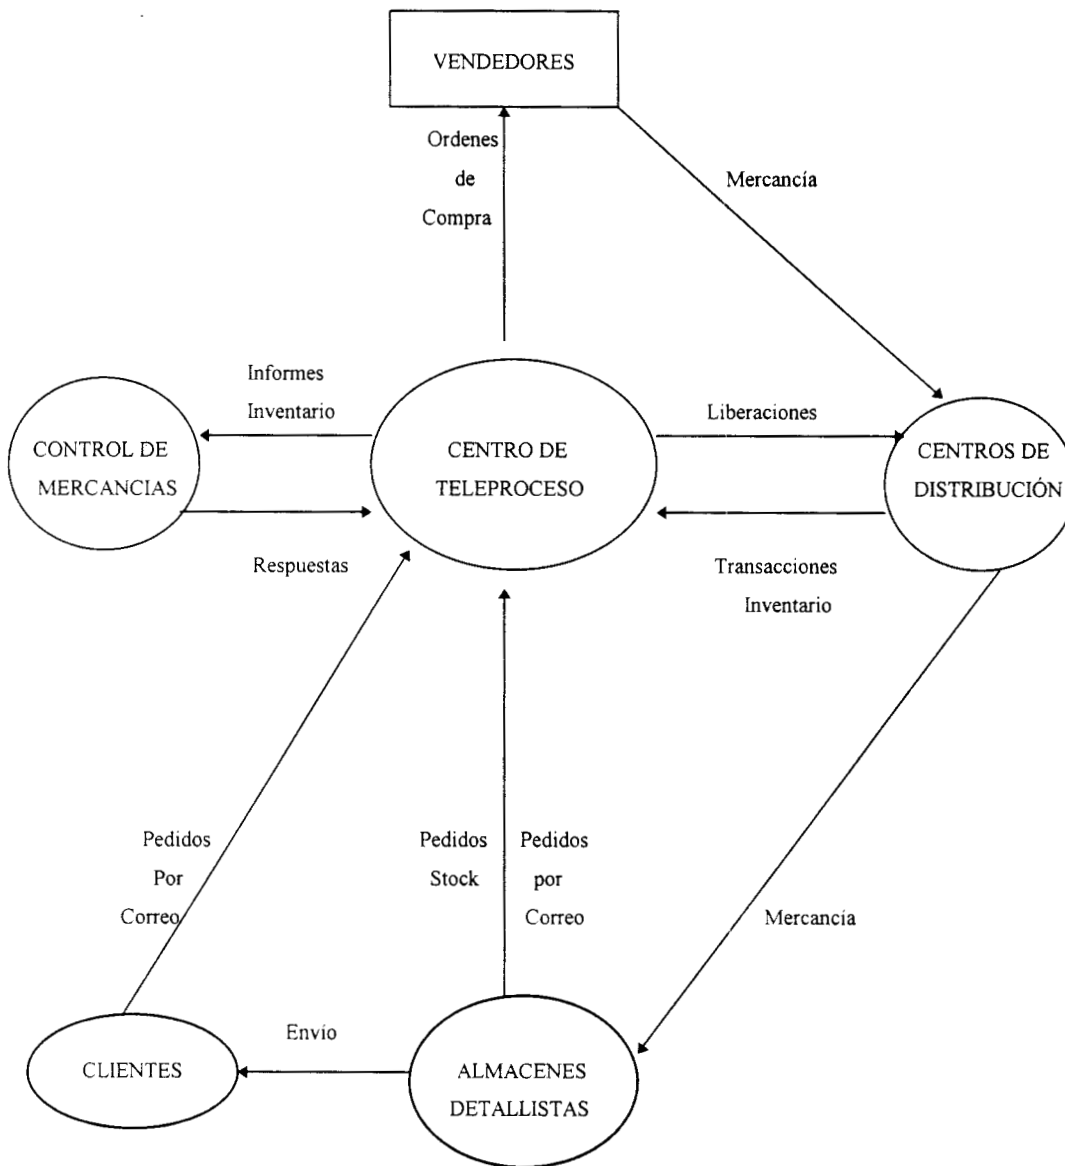 VENDEDORES
Ordenes
de
Compra
Mercancía
Informes
Inventario
Liberaciones
CONTROL DE
MERCANCIAS
CENTRO DE
TELEPROCESO
CENTROS DE
DISTRIBUCIÓN
Respuestas
Transacciones
Inventario
Pedidos
Por
Correo
Pedidos
Stock
Pedidos
por
Correo
Mercancía
Envío
CLIENTES
ALMACENES
DETALLISTAS